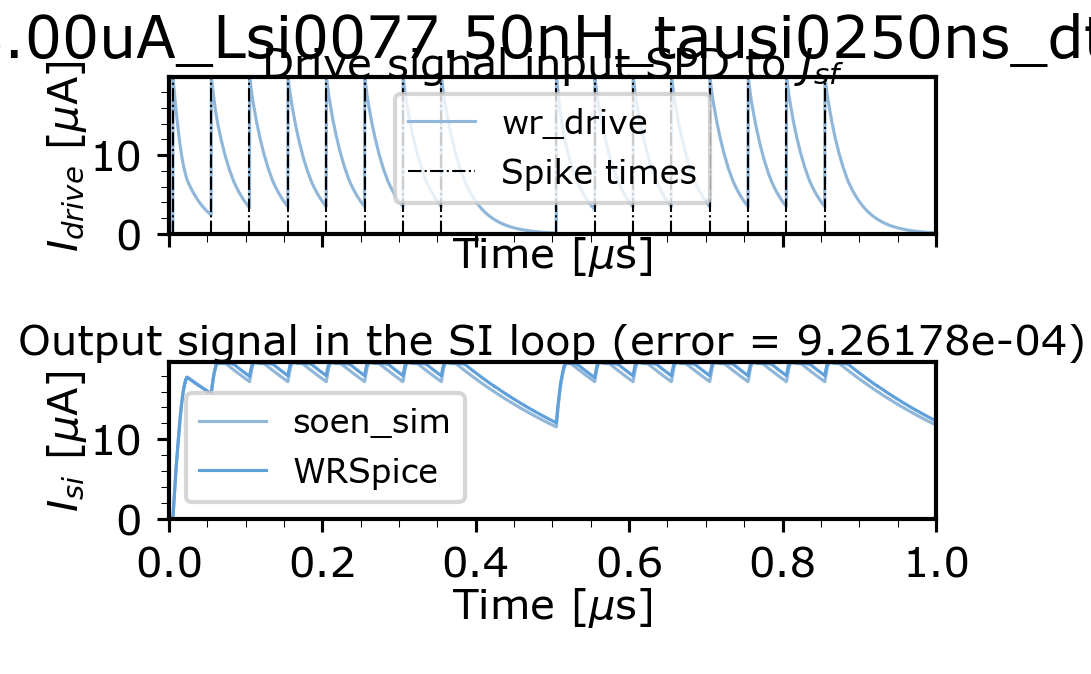 .00uA_Lsi0077.50nH_tausi0250ns_dt
Drive signal input SPD to J_sf
I_drive [μA]
10
0
wr_drive
Spike times
Time [μs]
Output signal in the SI loop (error = 9.26178e-04)
I_si [μA]
10
0
soen_sim
WRSpice
0.0 0.2 0.4 0.6 0.8 1.0
Time [μs]